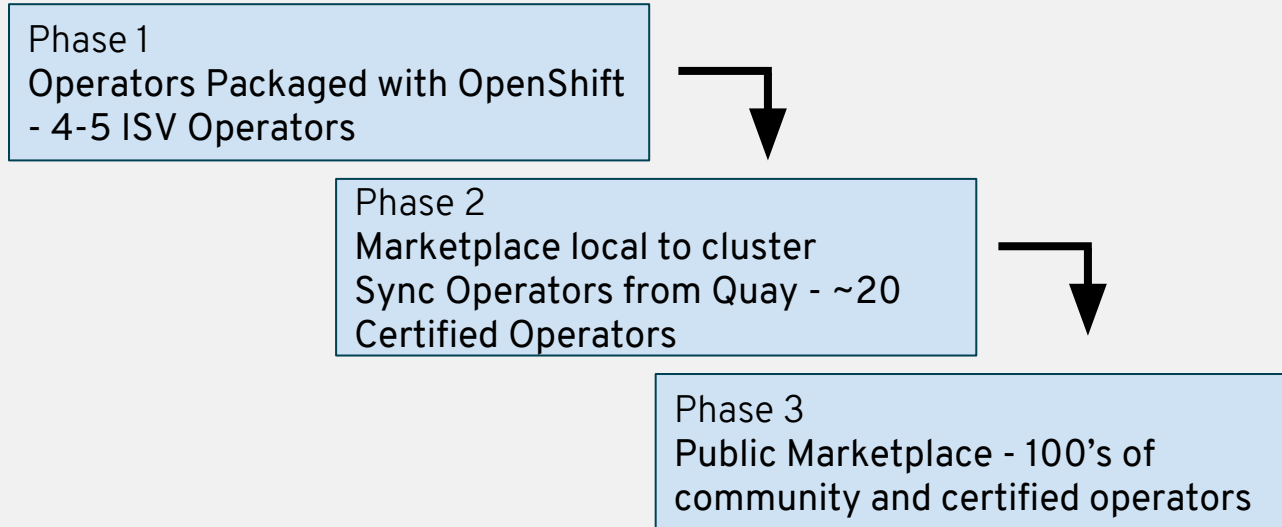 Phase 1
Operators Packaged with OpenShift
- 4-5 ISV Operators
Phase 2
Marketplace local to cluster
Sync Operators from Quay - ~20
Certified Operators
Phase 3
Public Marketplace - 100’s of
community and certified operators